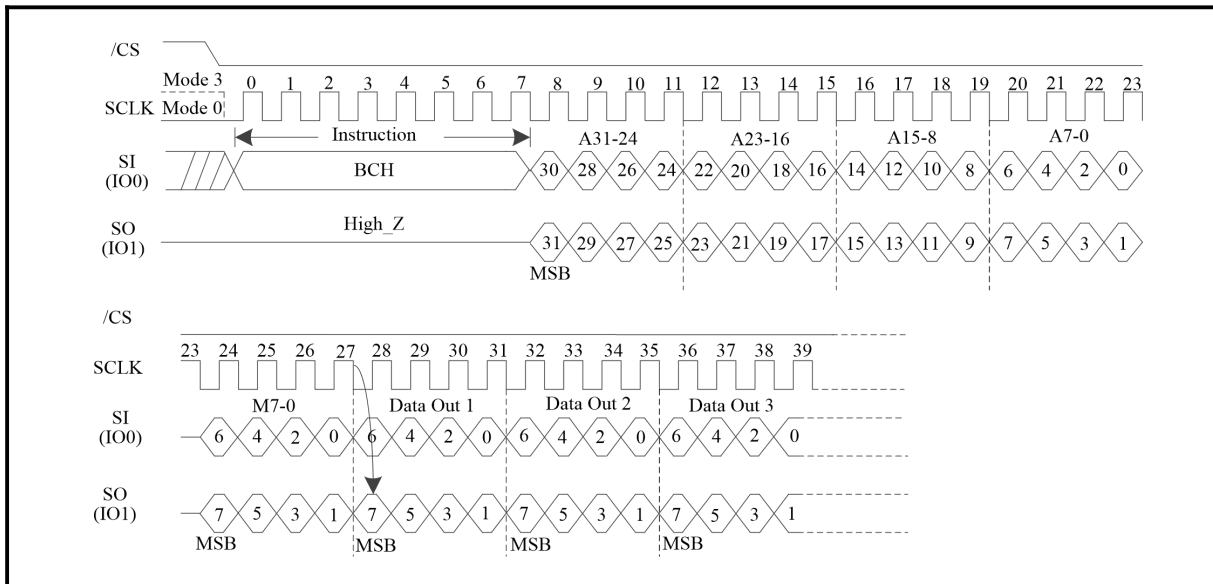 /CS
Mode 3
0 1 2 3 4 5 6 7 8 9 10 11 12 13 14 15 16 17 18 19 20 21 22 23
SCLK Mode 0
Instruction A31-24 A23-16 A15-8 A7-0
SI
(IO0)
BCH 30 28 26 24 22 20 18 16 14 12 10 8 6 4 2 0
High_Z
SO
(IO1)
31 29 27 25 23 21 19 17 15 13 11 9 7 5 3 1
MSB
/CS
23 24 25 26 27 28 29 30 31 32 33 34 35 36 37 38 39
SCLK
M7-0 Data Out 1 Data Out 2 Data Out 3
SI
(IO0)
6 4 2 0 6 4 2 0 6 4 2 0 6 4 2 0
SO
(IO1)
7 5 3 1 7 5 3 1 7 5 3 1 7 5 3 1
MSB MSB MSB MSB